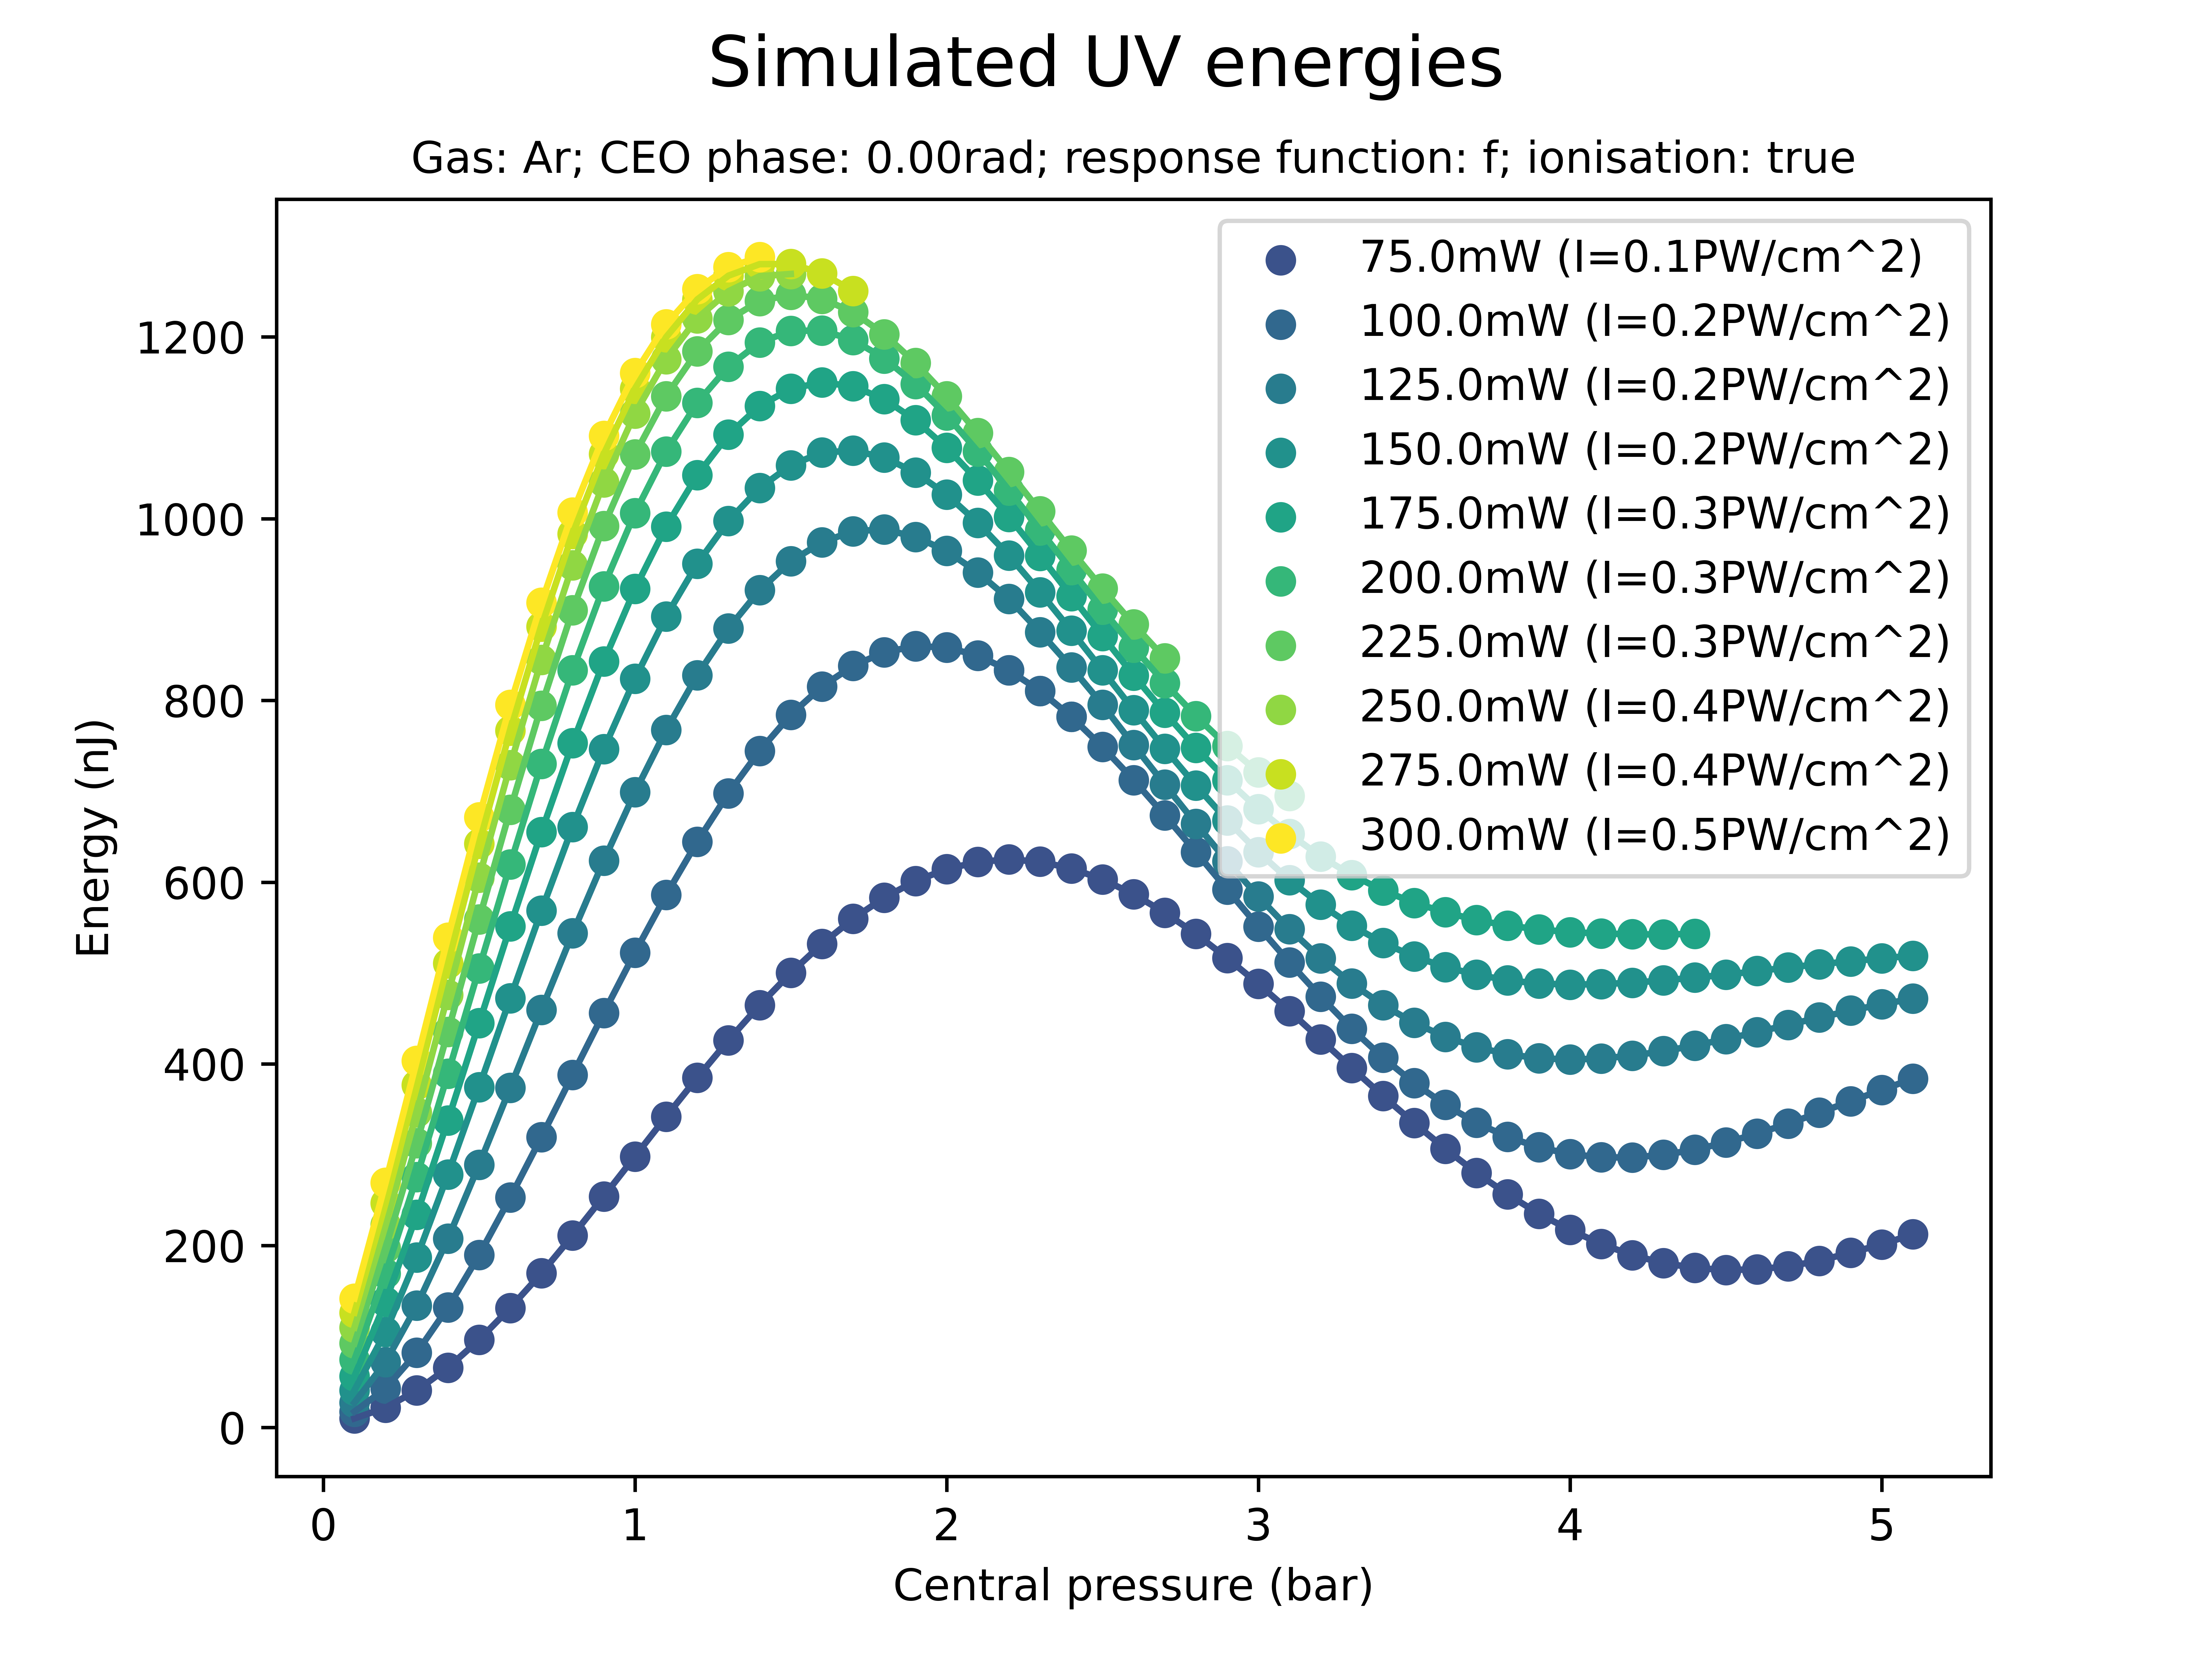 Simulated UV energies
Gas: Ar; CEO phase: 0.00rad; response function: f; ionisation: true
75.0mW (I=0.1PW/cm^2)
100.0mW (I=0.2PW/cm^2)
125.0mW (I=0.2PW/cm^2)
150.0mW (I=0.2PW/cm^2)
175.0mW (I=0.3PW/cm^2)
200.0mW (I=0.3PW/cm^2)
225.0mW (I=0.3PW/cm^2)
250.0mW (I=0.4PW/cm^2)
275.0mW (I=0.4PW/cm^2)
300.0mW (I=0.5PW/cm^2)
Energy (nJ)
1200
1000
800
600
400
200
0
0 1 2 3 4 5
Central pressure (bar)